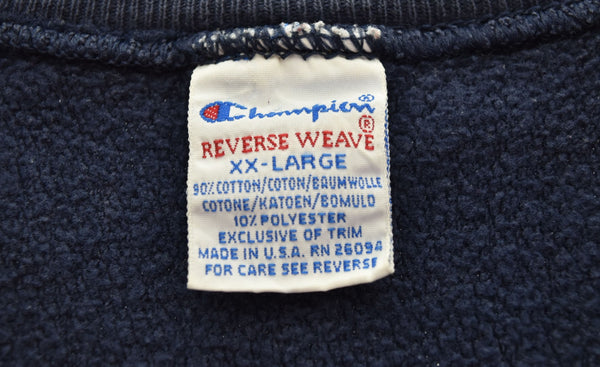 Champion®
REVERSE WEAVE®
XX-LARGE
90% COTTON/COTON/BAUMWOLLE
COTONE/KATOEN/BOMULD
10% POLYESTER
EXCLUSIVE OF TRIM
MADE IN U.S.A. RN 26094
FOR CARE SEE REVERSE